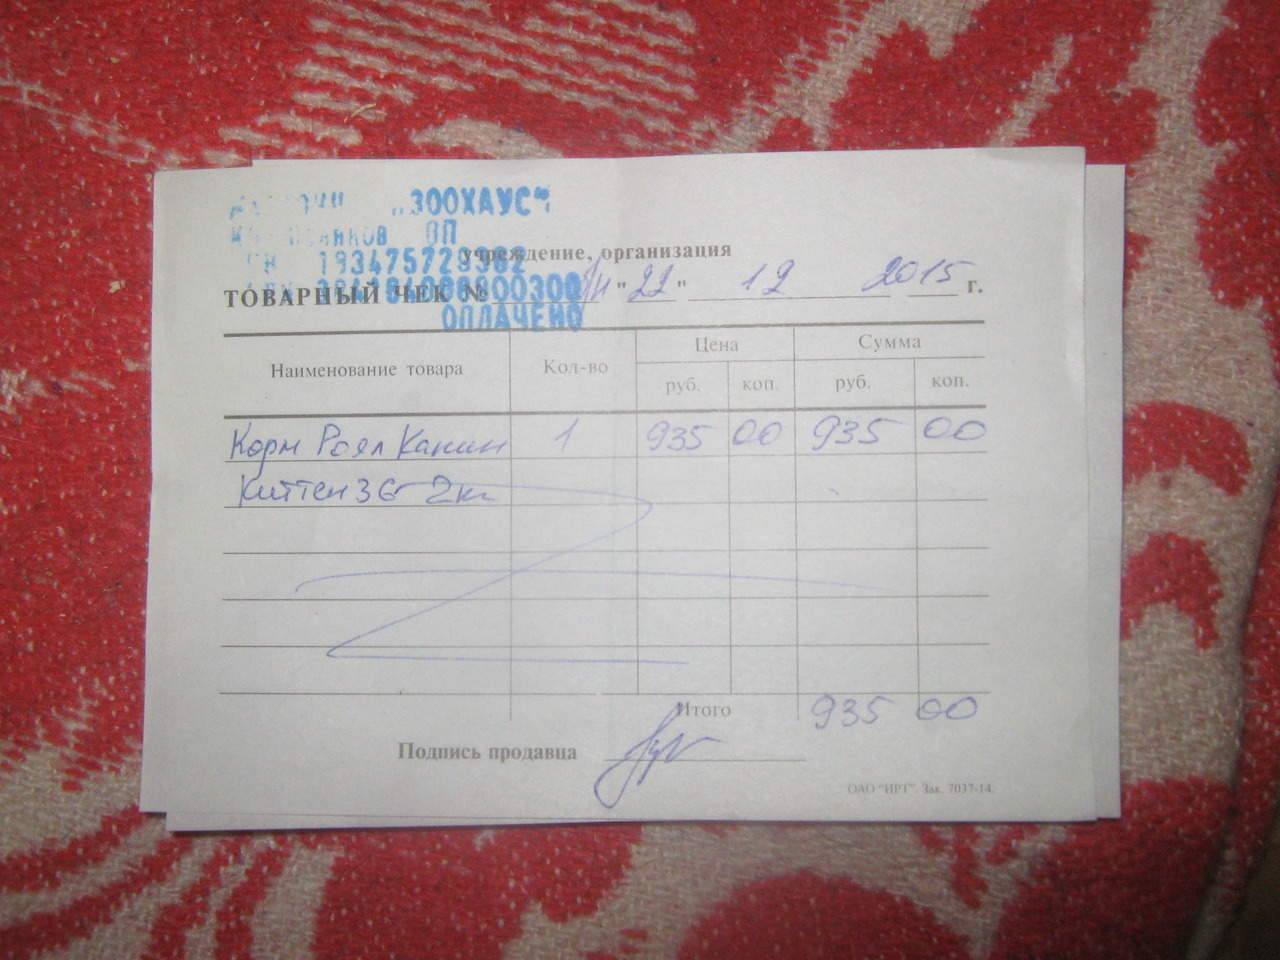 „ЗООХАУС"
ВП
учреждение, организация
ТОВАРНЫЙ ЧЕК № "22" 12 2015 г.
ОПЛАЧЕНО
Наименование товара Кол-во Цена Сумма
руб. коп. руб. коп.
Корм Роял Канин 1 935 00 935 00
Киттен 36 2кг
Итого 935 00
Подпись продавца
ОАО "ИРТ". Зак. 7037-14.